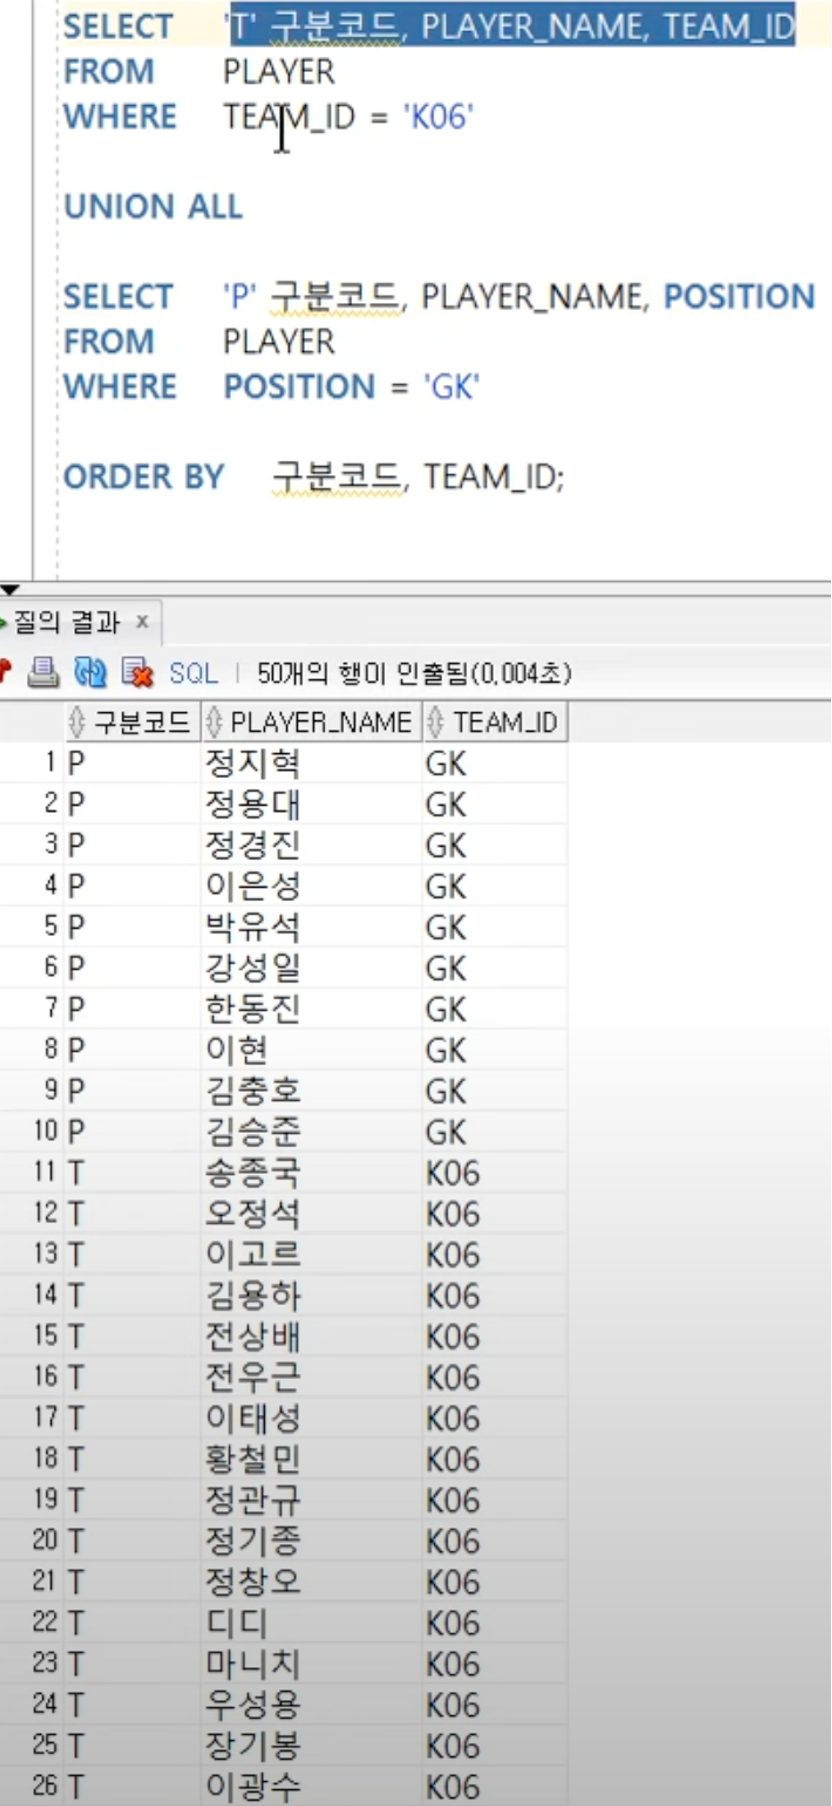 SELECT 'T' 구분코드, PLAYER_NAME, TEAM_ID
FROM PLAYER
WHERE TEAM_ID = 'K06'
UNION ALL
SELECT 'P' 구분코드, PLAYER_NAME, POSITION
FROM PLAYER
WHERE POSITION = 'GK'
ORDER BY 구분코드, TEAM_ID;
질의 결과 x
SQL | 50개의 행이 인출됨(0,004초)
구분코드 PLAYER_NAME TEAM_ID
1 P 정지혁 GK
2 P 정용대 GK
3 P 정경진 GK
4 P 이은성 GK
5 P 박유석 GK
6 P 강성일 GK
7 P 한동진 GK
8 P 이현 GK
9 P 김충호 GK
10 P 김승준 GK
11 T 송종국 K06
12 T 오정석 K06
13 T 이고르 K06
14 T 김용하 K06
15 T 전상배 K06
16 T 전우근 K06
17 T 이태성 K06
18 T 황철민 K06
19 T 정관규 K06
20 T 정기종 K06
21 T 정창오 K06
22 T 디디 K06
23 T 마니치 K06
24 T 우성용 K06
25 T 장기봉 K06
26 T 이광수 K06